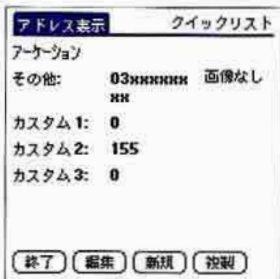 アドレス表示 クイックリスト
アーケーション
その他: 03xxxxxx 画像なし
xx
カスタム 1: 0
カスタム 2: 155
カスタム 3: 0
終了 編集 新規 複製